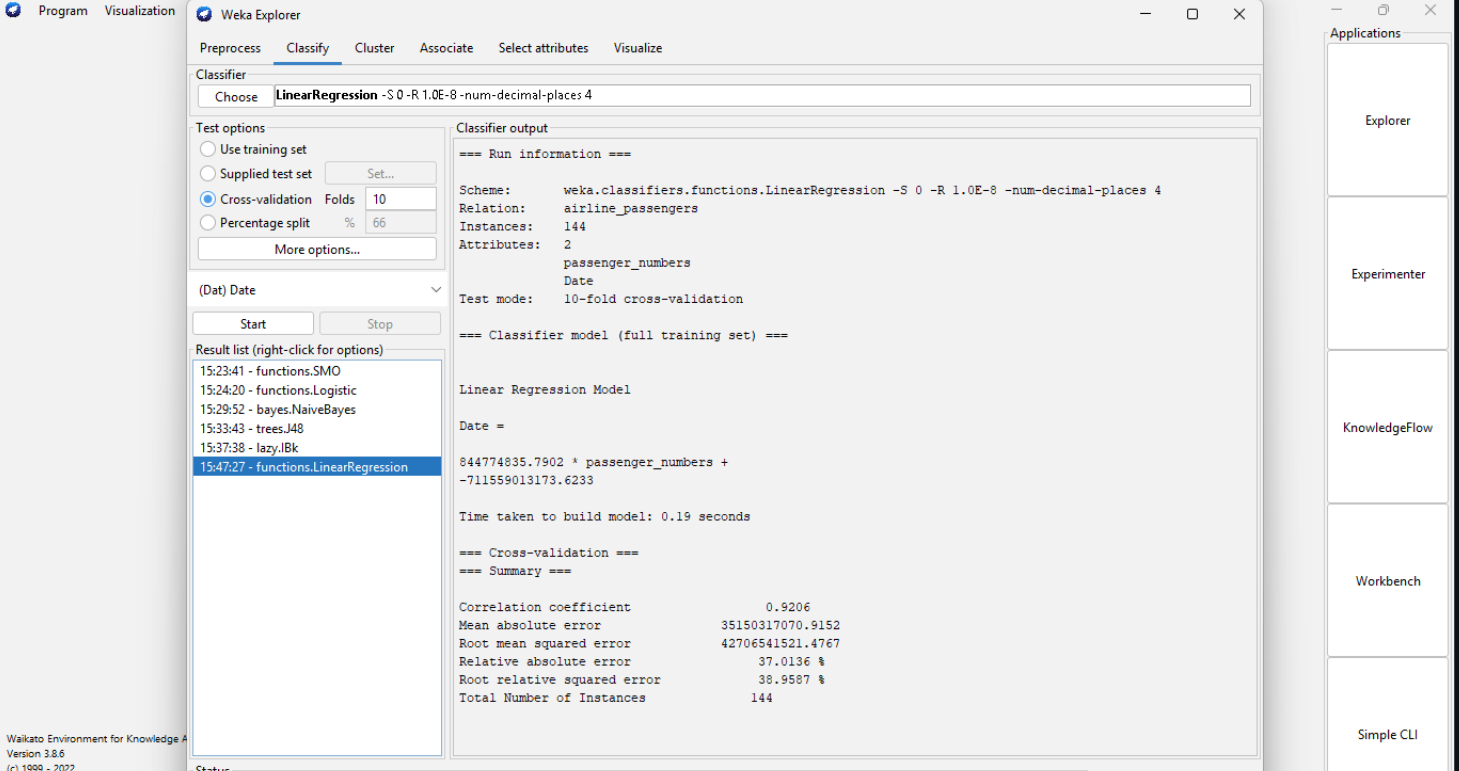 Program Visualization
Weka Explorer
Preprocess Classify Cluster Associate Select attributes Visualize
Classifier
Choose LinearRegression -S 0 -R 1.0E-8 -num-decimal-places 4
Test options
Use training set
Supplied test set Set...
Cross-validation Folds 10
Percentage split % 66
More options...
(Dat) Date
Start Stop
Result list (right-click for options)
15:23:41 - functions.SMO
15:24:20 - functions.Logistic
15:29:52 - bayes.NaiveBayes
15:33:43 - trees.J48
15:37:38 - lazy.IBk
15:47:27 - functions.LinearRegression
Classifier output
=== Run information ===
Scheme: weka.classifiers.functions.LinearRegression -S 0 -R 1.0E-8 -num-decimal-places 4
Relation: airline_passengers
Instances: 144
Attributes: 2
passenger_numbers
Date
Test mode: 10-fold cross-validation
=== Classifier model (full training set) ===
Linear Regression Model
Date =
844774835.7902 * passenger_numbers +
-711559013173.6233
Time taken to build model: 0.19 seconds
=== Cross-validation ===
=== Summary ===
Correlation coefficient 0.9206
Mean absolute error 35150317070.9152
Root mean squared error 42706541521.4767
Relative absolute error 37.0136 %
Root relative squared error 38.9587 %
Total Number of Instances 144
Status
Applications
Explorer
Experimenter
KnowledgeFlow
Workbench
Simple CLI
Waikato Environment for Knowledge A
Version 3.8.6
(c) 1999 - 2022